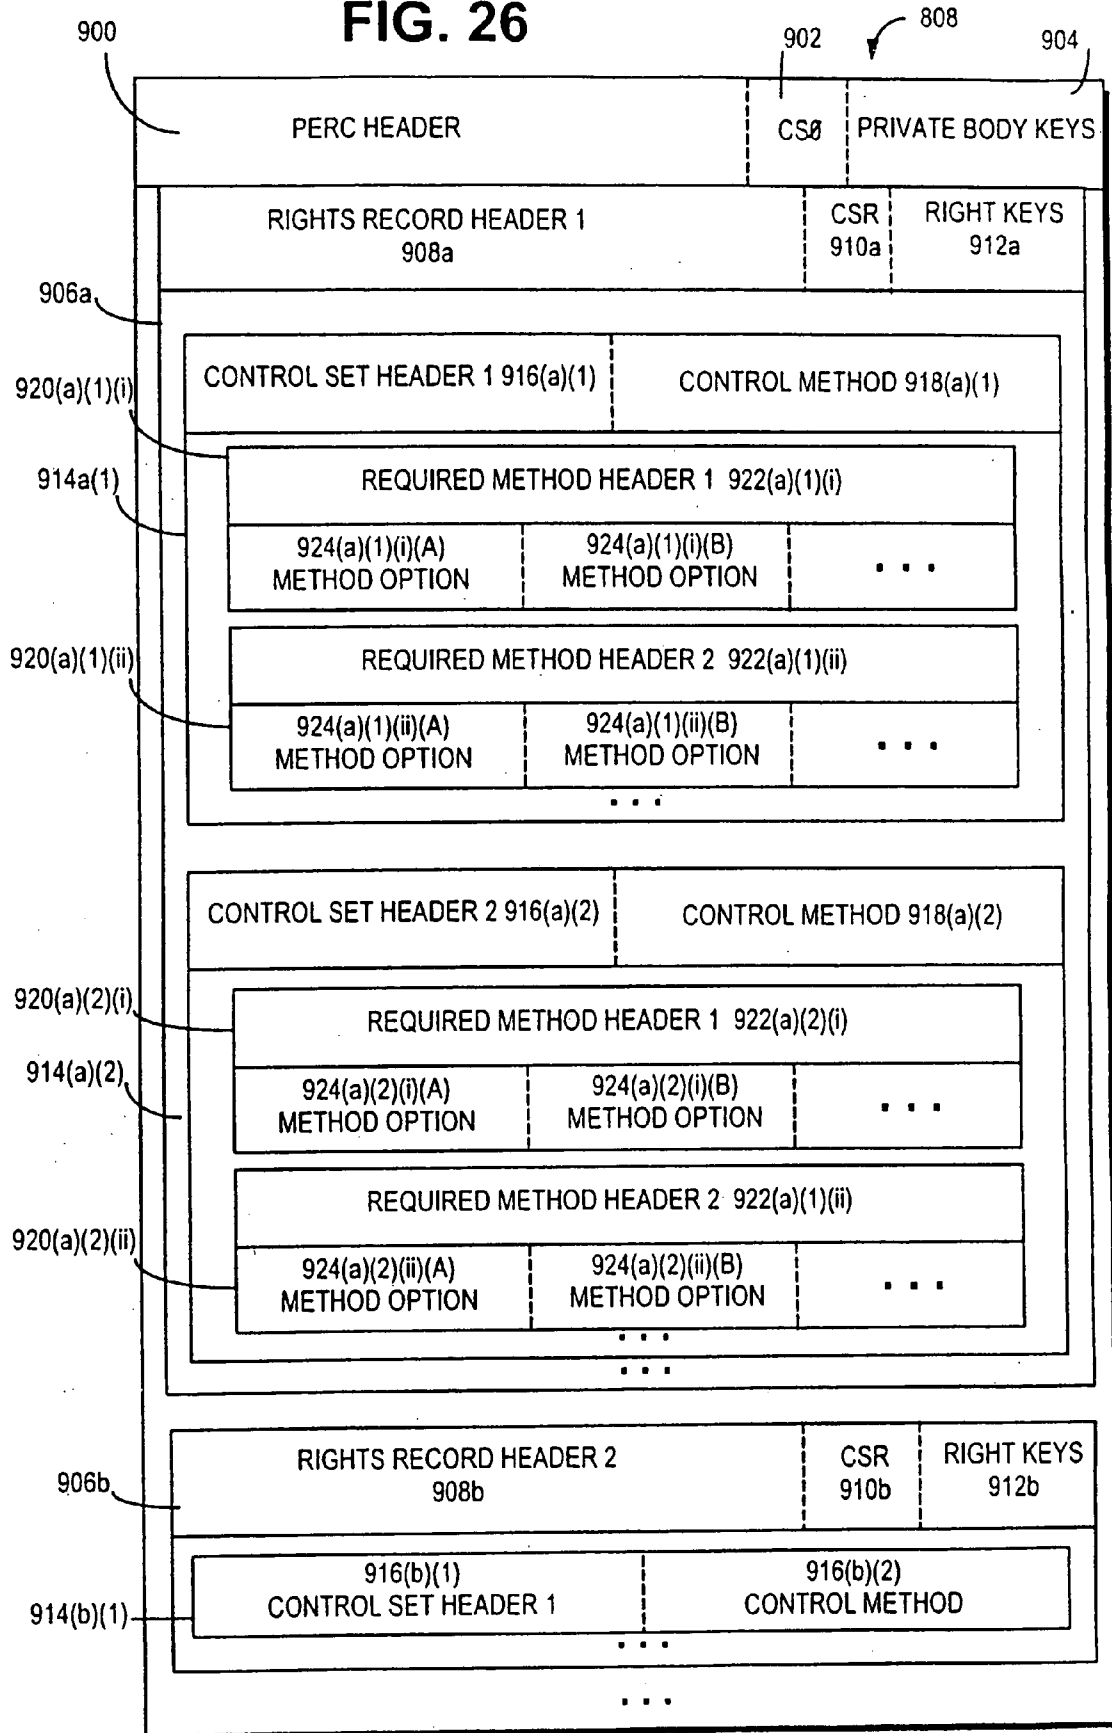 FIG. 26
900
902
808
904
PERC HEADER
CS0
PRIVATE BODY KEYS
RIGHTS RECORD HEADER 1
908a
CSR
910a
RIGHT KEYS
912a
906a
CONTROL SET HEADER 1 916(a)(1)
CONTROL METHOD 918(a)(1)
920(a)(1)(i)
914a(1)
REQUIRED METHOD HEADER 1 922(a)(1)(i)
924(a)(1)(i)(A)
METHOD OPTION
924(a)(1)(i)(B)
METHOD OPTION
. . .
920(a)(1)(ii)
REQUIRED METHOD HEADER 2 922(a)(1)(ii)
924(a)(1)(ii)(A)
METHOD OPTION
924(a)(1)(ii)(B)
METHOD OPTION
. . .
. . .
CONTROL SET HEADER 2 916(a)(2)
CONTROL METHOD 918(a)(2)
920(a)(2)(i)
914(a)(2)
REQUIRED METHOD HEADER 1 922(a)(2)(i)
924(a)(2)(i)(A)
METHOD OPTION
924(a)(2)(i)(B)
METHOD OPTION
. . .
920(a)(2)(ii)
REQUIRED METHOD HEADER 2 922(a)(1)(ii)
924(a)(2)(ii)(A)
METHOD OPTION
924(a)(2)(ii)(B)
METHOD OPTION
. . .
. . .
. . .
906b
RIGHTS RECORD HEADER 2
908b
CSR
910b
RIGHT KEYS
912b
914(b)(1)
916(b)(1)
CONTROL SET HEADER 1
916(b)(2)
CONTROL METHOD
. . .
. . .